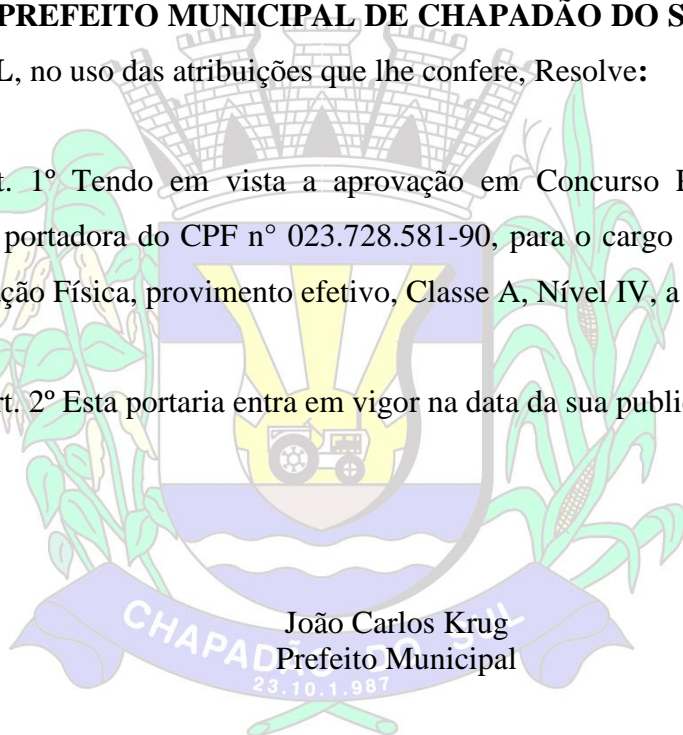 PREFEITO MUNICIPAL DE CHAPADÃO DO S
L, no uso das atribuições que lhe confere, Resolve:
t. 1º Tendo em vista a aprovação em Concurso
portadora do CPF n° 023.728.581-90, para o cargo
ção Física, provimento efetivo, Classe A, Nível IV, a
rt. 2º Esta portaria entra em vigor na data da sua publi
João Carlos Krug
Prefeito Municipal
CHAPADÃO DO SUL
23.10.1.987